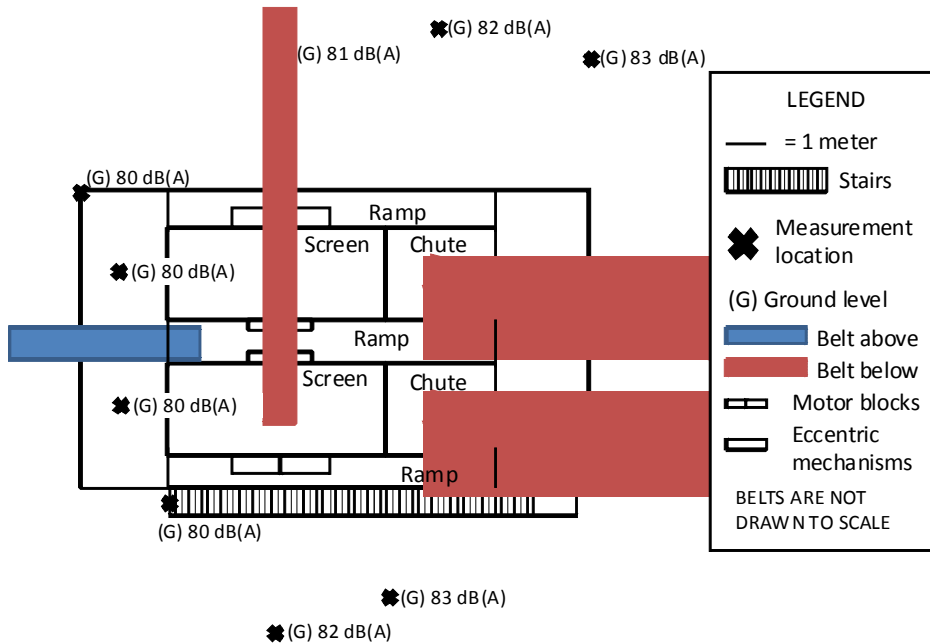 (G) 82 dB(A)
(G) 81 dB(A)
(G) 83 dB(A)
(G) 80 dB(A)
Ramp
Screen
Chute
(G) 80 dB(A)
Ramp
Screen
Chute
(G) 80 dB(A)
Ramp
(G) 80 dB(A)
(G) 83 dB(A)
(G) 82 dB(A)
LEGEND
= 1 meter
Stairs
Measurement
location
(G) Ground level
Belt above
Belt below
Motor blocks
Eccentric
mechanisms
BELTS ARE NOT
DRAWN TO SCALE